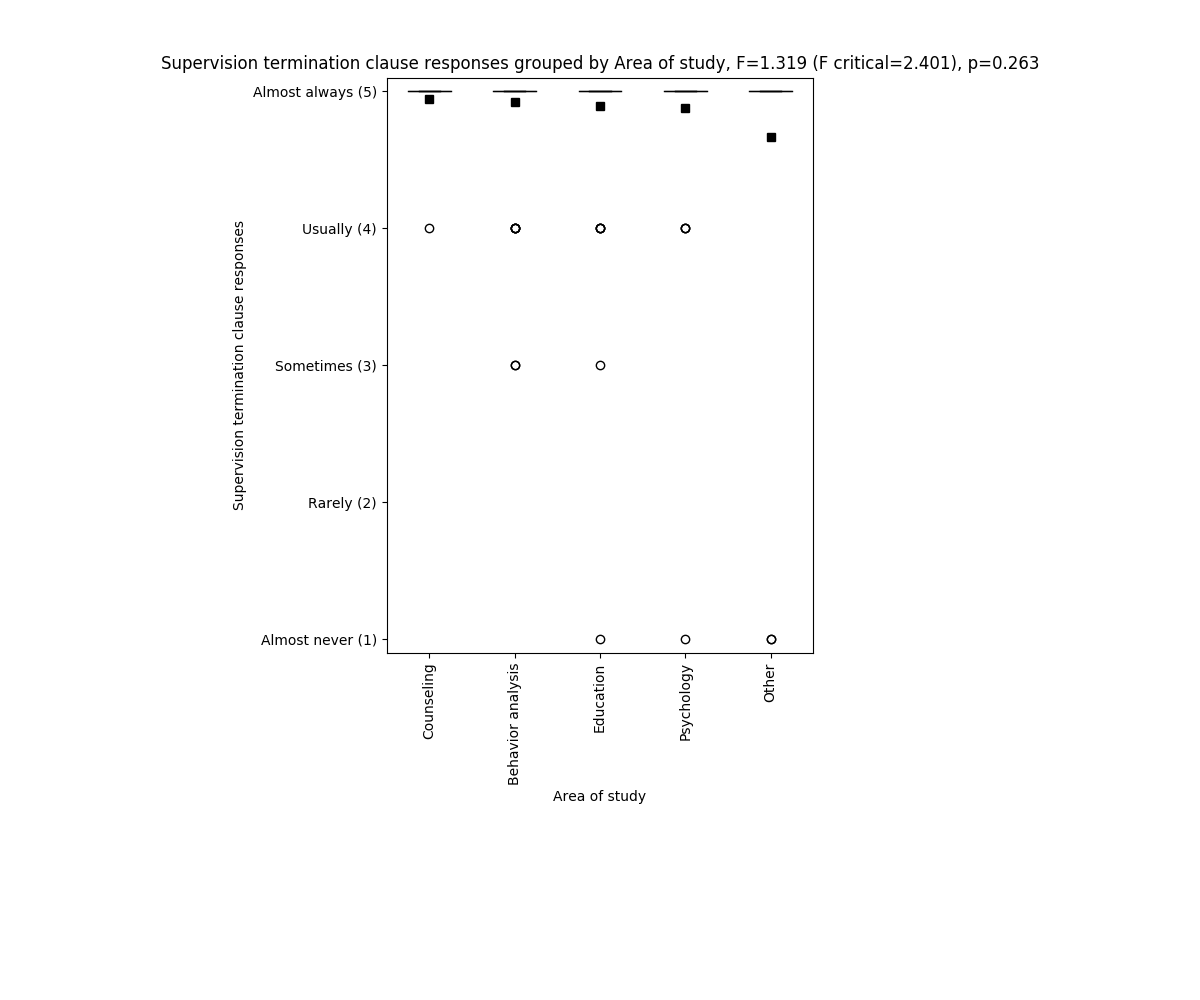 Supervision termination clause responses grouped by Area of study, F=1.319 (F critical=2.401), p=0.263
Almost always (5)
Usually (4)
Sometimes (3)
Rarely (2)
Almost never (1)
Supervision termination clause responses
Counseling
Behavior analysis
Education
Psychology
Other
Area of study